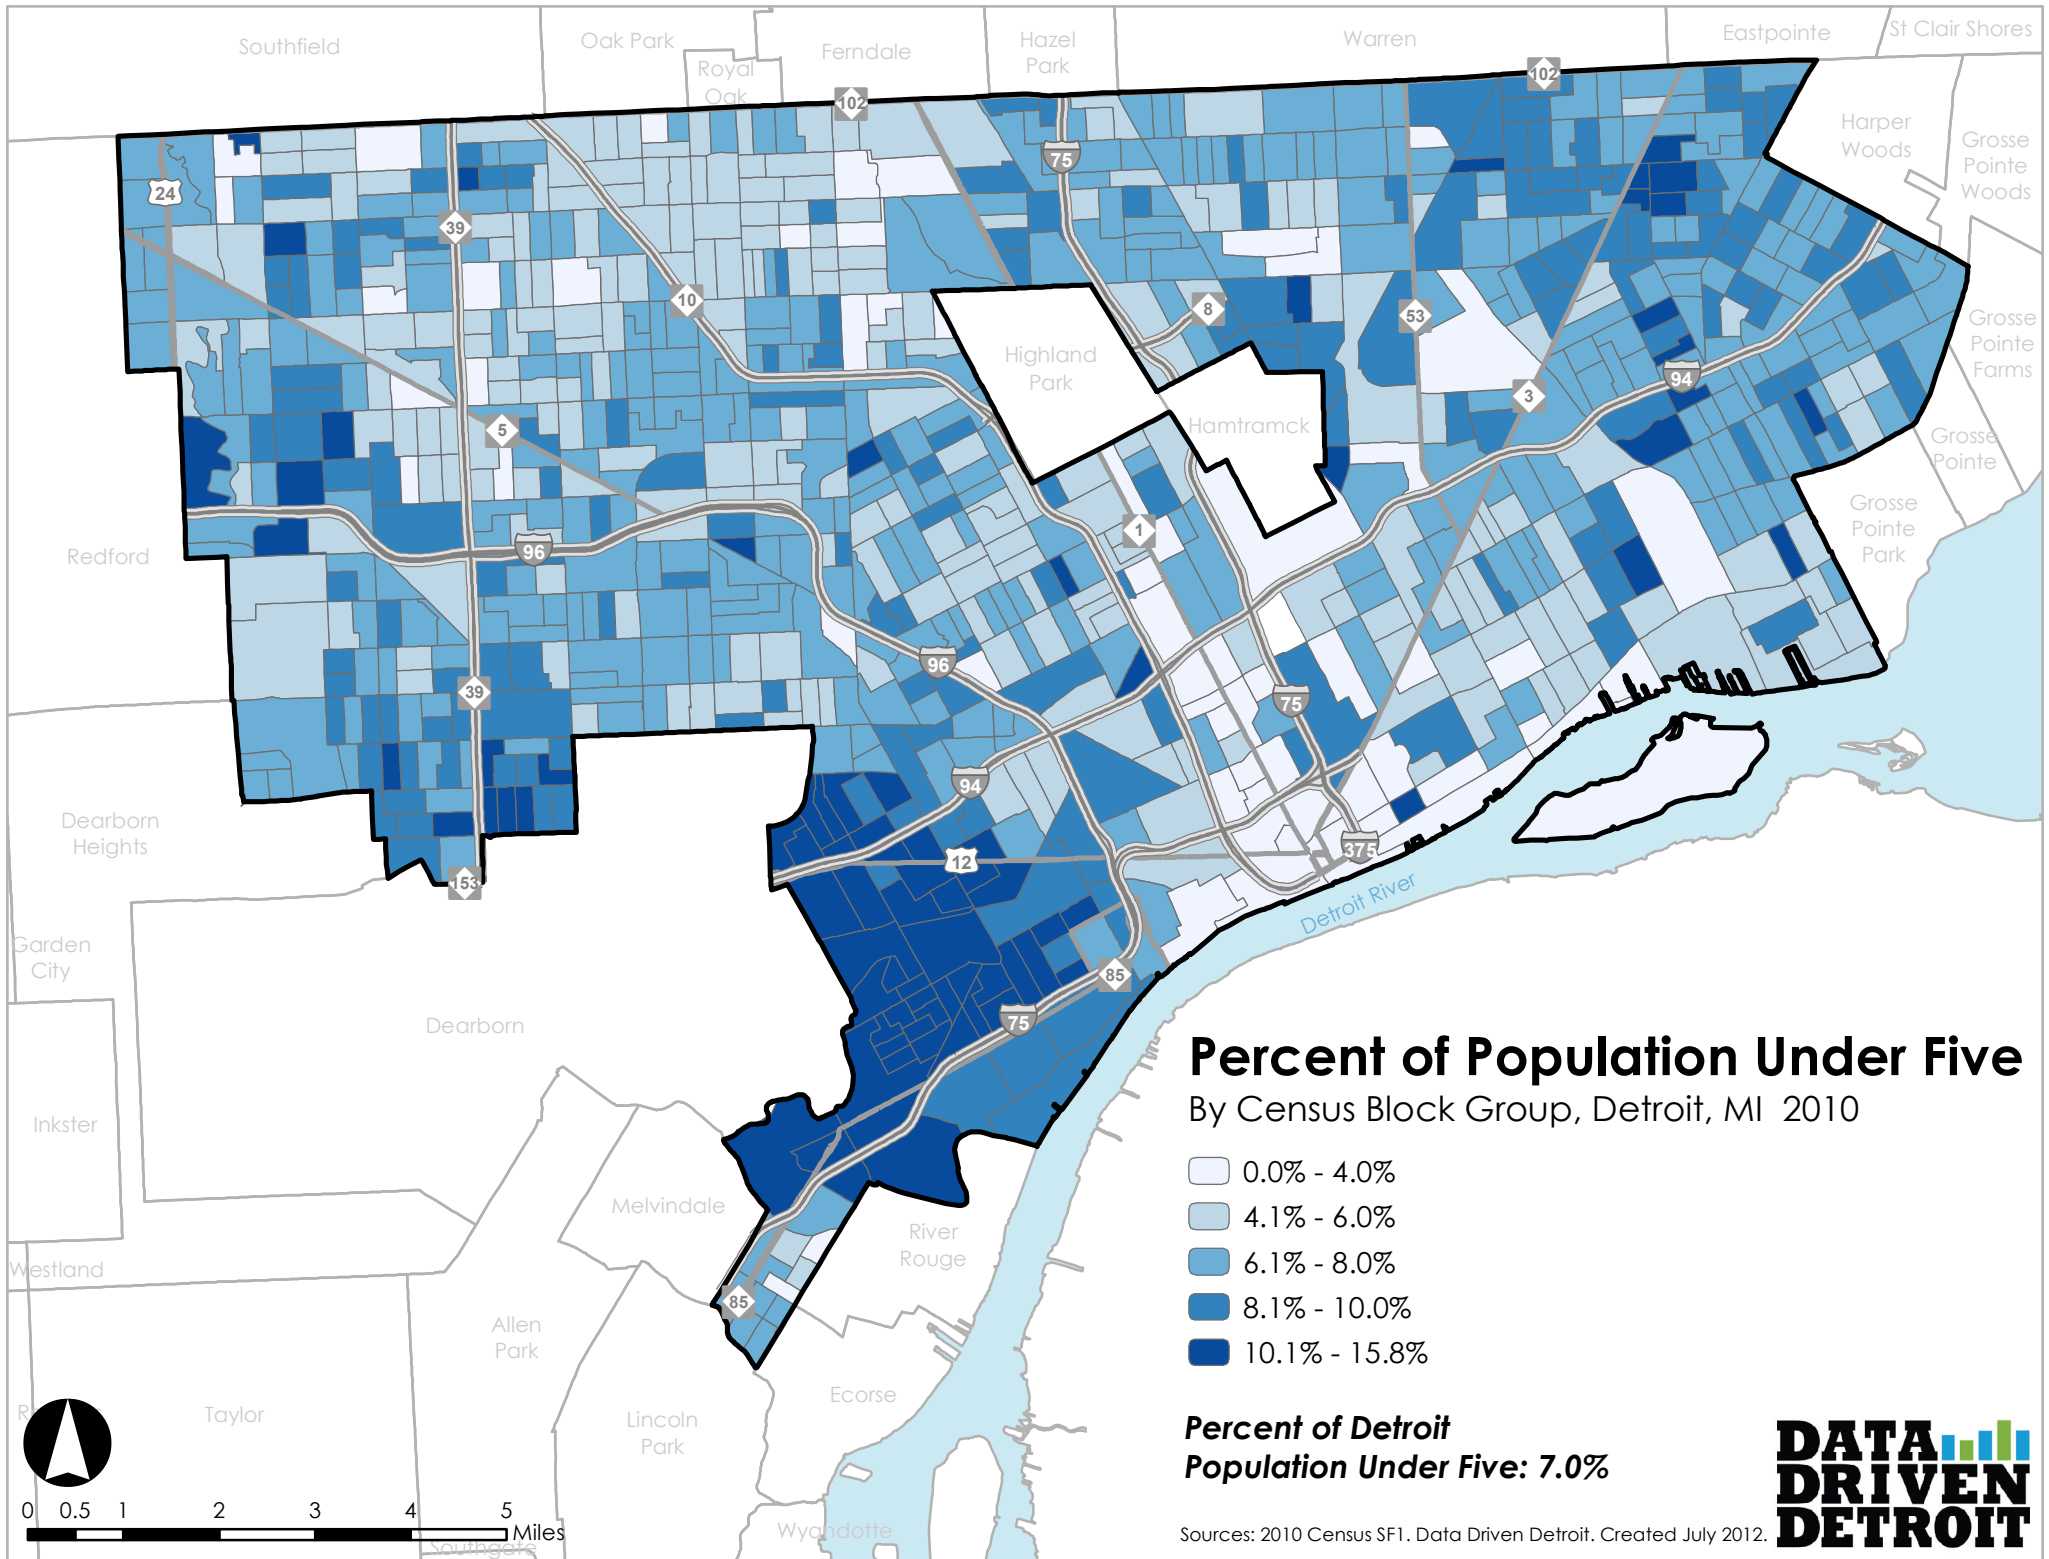 Southfield
Oak Park
Royal
Oak
Ferndale
Hazel
Park
Warren
Eastpointe
St Clair Shores
102
102
Harper
Woods
Grosse
Pointe
Woods
24
75
39
10
8
53
Highland
Park
Grosse
Pointe
Farms
94
3
5
Hamtramck
Grosse
Pointe
Grosse
Pointe
Park
1
Redford
96
96
39
75
94
Dearborn
Heights
12
375
153
Detroit River
Garden
City
85
75
Dearborn
Inkster
Melvindale
River
Rouge
Westland
85
Allen
Park
Ecorse
Taylor
Lincoln
Park
Wyandotte
Southgate
Percent of Population Under Five
By Census Block Group, Detroit, MI 2010
0.0% - 4.0%
4.1% - 6.0%
6.1% - 8.0%
8.1% - 10.0%
10.1% - 15.8%
Percent of Detroit
Population Under Five: 7.0%
0 0.5 1 2 3 4 5
Miles
Sources: 2010 Census SF1. Data Driven Detroit. Created July 2012.
DATA
DRIVEN
DETROIT